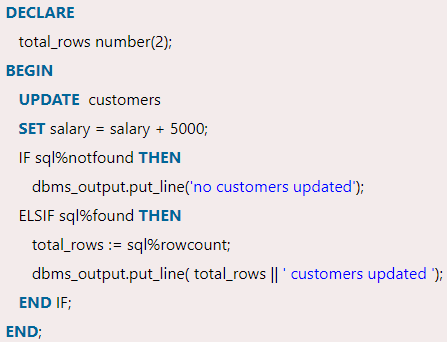 DECLARE
total_rows number(2);
BEGIN
UPDATE customers
SET salary = salary + 5000;
IF sql%notfound THEN
dbms_output.put_line('no customers updated');
ELSIF sql%found THEN
total_rows := sql%rowcount;
dbms_output.put_line( total_rows || ' customers updated ');
END IF;
END;